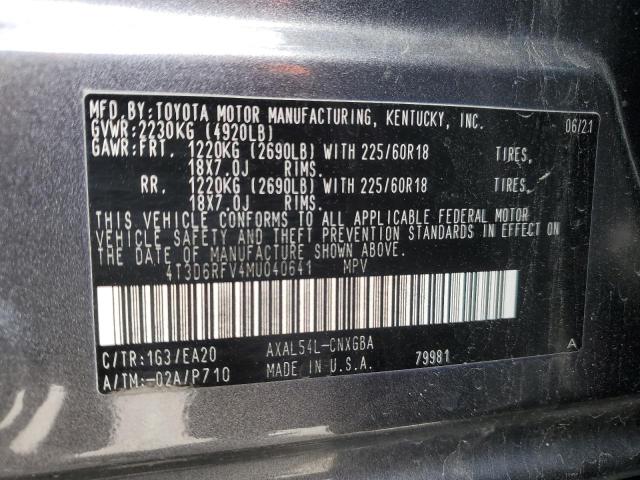 MFD.BY:TOYOTA MOTOR MANUFACTURING, KENTUCKY, INC. 06/21
GVWR:2230KG (4920LB)
GAWR:FRT. 1220KG (2690LB) WITH 225/60R18 TIRES,
18X7.0J RIMS.
RR. 1220KG (2690LB) WITH 225/60R18 TIRES,
18X7.0J RIMS.
THIS VEHICLE CONFORMS TO ALL APPLICABLE FEDERAL MOTOR
VEHICLE SAFETY AND THEFT PREVENTION STANDARDS IN EFFECT ON
THE DATE OF MANUFACTURE SHOWN ABOVE.
4T3D6RFV4MU040641 MPV
C/TR:1G3/EA20 AXAL54L-CNXGBA A
A/TM:-02A/P710 MADE IN U.S.A. 79981